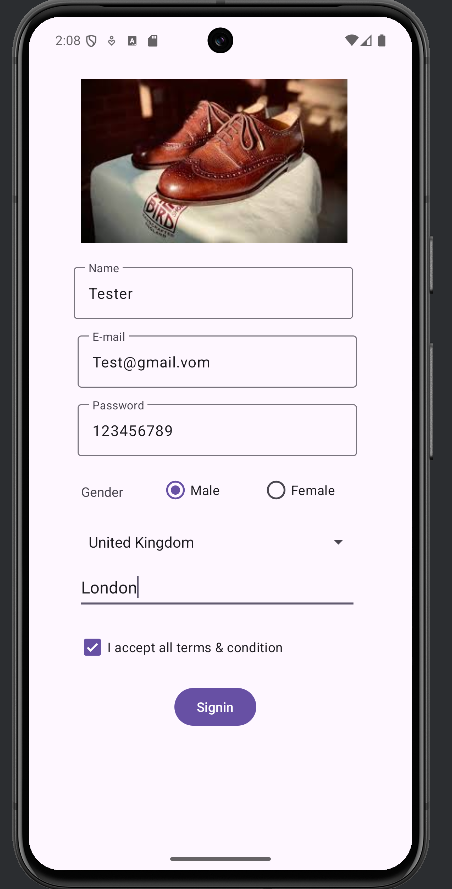 2:08
Name
Tester
E-mail
Test@gmail.vom
Password
123456789
Gender Male Female
United Kingdom
London
I accept all terms & condition
Signin